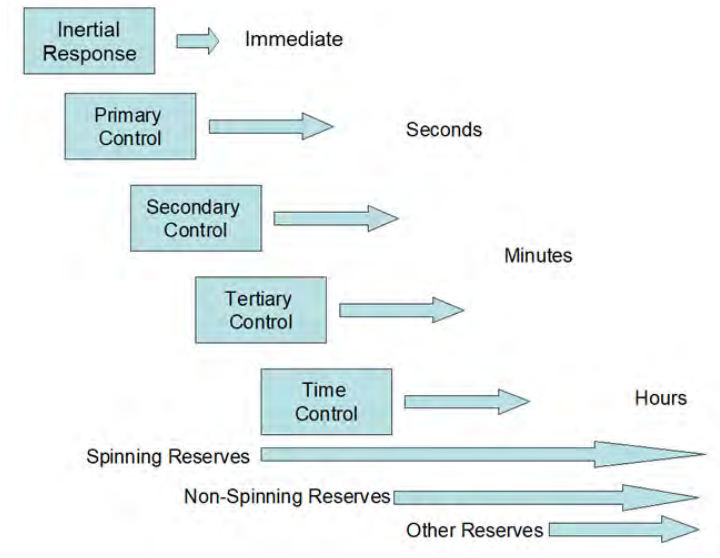 Inertial
Response
Immediate
Primary
Control
Seconds
Secondary
Control
Minutes
Tertiary
Control
Time
Control
Hours
Spinning Reserves
Non-Spinning Reserves
Other Reserves